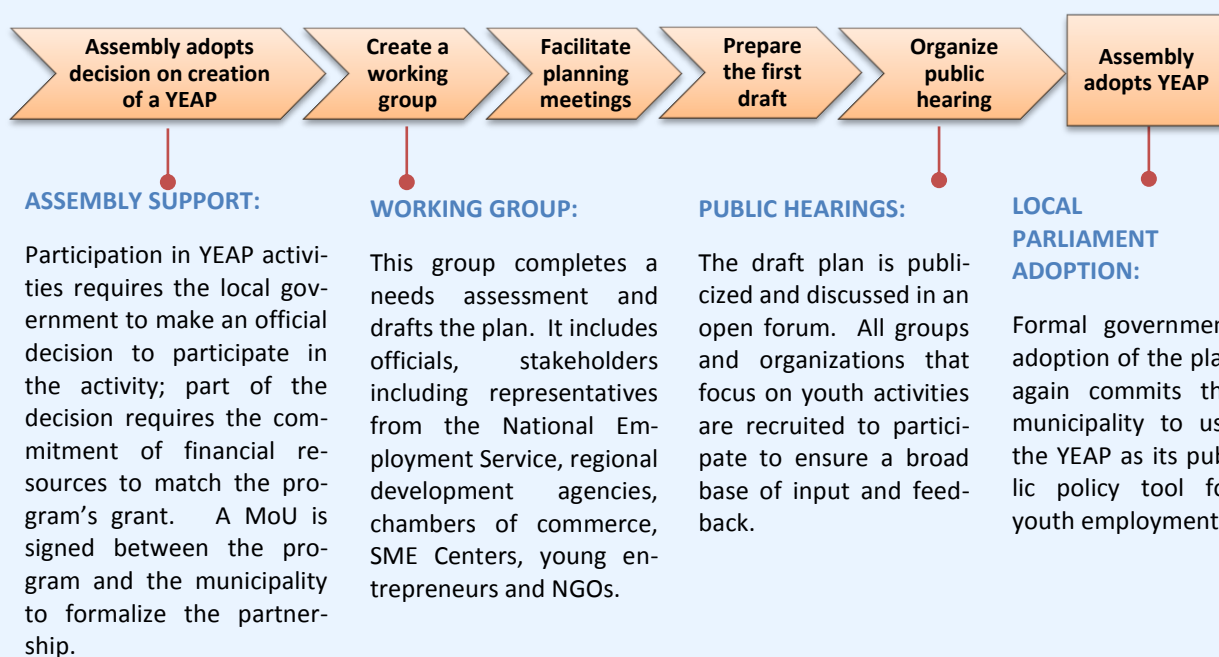 Assembly adopts
decision on creation
of a YEAP
Create a
working
group
Facilitate
planning
meetings
Prepare
the first
draft
Organize
public
hearing
Assembly
adopts YEAP
ASSEMBLY SUPPORT:
Participation in YEAP activi-
ties requires the local gov-
ernment to make an official
decision to participate in
the activity; part of the
decision requires the com-
mitment of financial re-
sources to match the pro-
gram's grant. A MoU is
signed between the pro-
gram and the municipality
to formalize the partner-
ship.
WORKING GROUP:
This group completes a
needs assessment and
drafts the plan. It includes
officials, stakeholders
including representatives
from the National Em-
ployment Service, regional
development agencies,
chambers of commerce,
SME Centers, young en-
trepreneurs and NGOs.
PUBLIC HEARINGS:
The draft plan is publi-
cized and discussed in an
open forum. All groups
and organizations that
focus on youth activities
are recruited to partici-
pate to ensure a broad
base of input and feed-
back.
LOCAL
PARLIAMENT
ADOPTION:
Formal governmen
adoption of the pla
again commits th
municipality to us
the YEAP as its pub
lic policy tool fo
youth employment